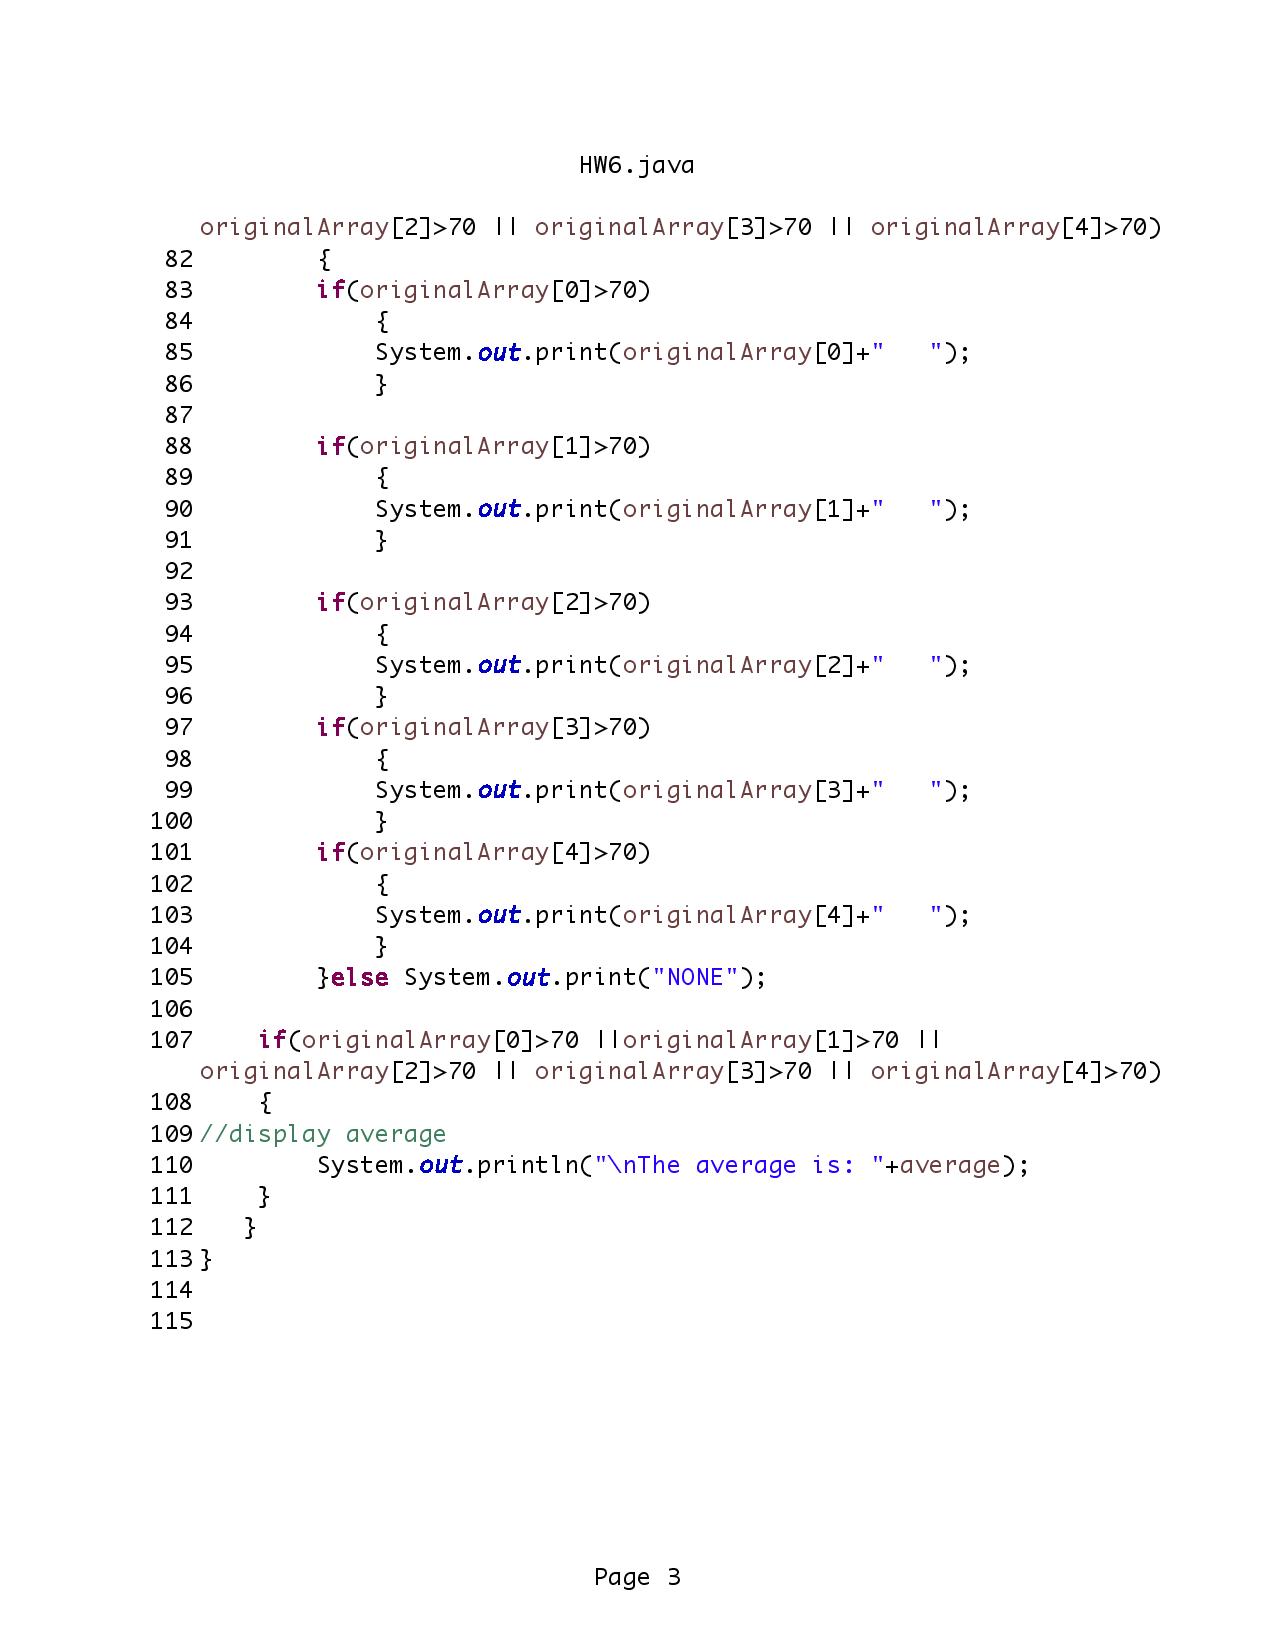 HW6.java
originalArray[2]>70 || originalArray[3]>70 || originalArray[4]>70)
82        {
83        if(originalArray[0]>70)
84            {
85            System.out.print(originalArray[0]+"   ");
86            }
87
88        if(originalArray[1]>70)
89            {
90            System.out.print(originalArray[1]+"   ");
91            }
92
93        if(originalArray[2]>70)
94            {
95            System.out.print(originalArray[2]+"   ");
96            }
97        if(originalArray[3]>70)
98            {
99            System.out.print(originalArray[3]+"   ");
100            }
101        if(originalArray[4]>70)
102            {
103            System.out.print(originalArray[4]+"   ");
104            }
105        }else System.out.print("NONE");
106
107    if(originalArray[0]>70 ||originalArray[1]>70 ||
originalArray[2]>70 || originalArray[3]>70 || originalArray[4]>70)
108    {
109//display average
110        System.out.println("\nThe average is: "+average);
111    }
112   }
113}
114
115
Page 3